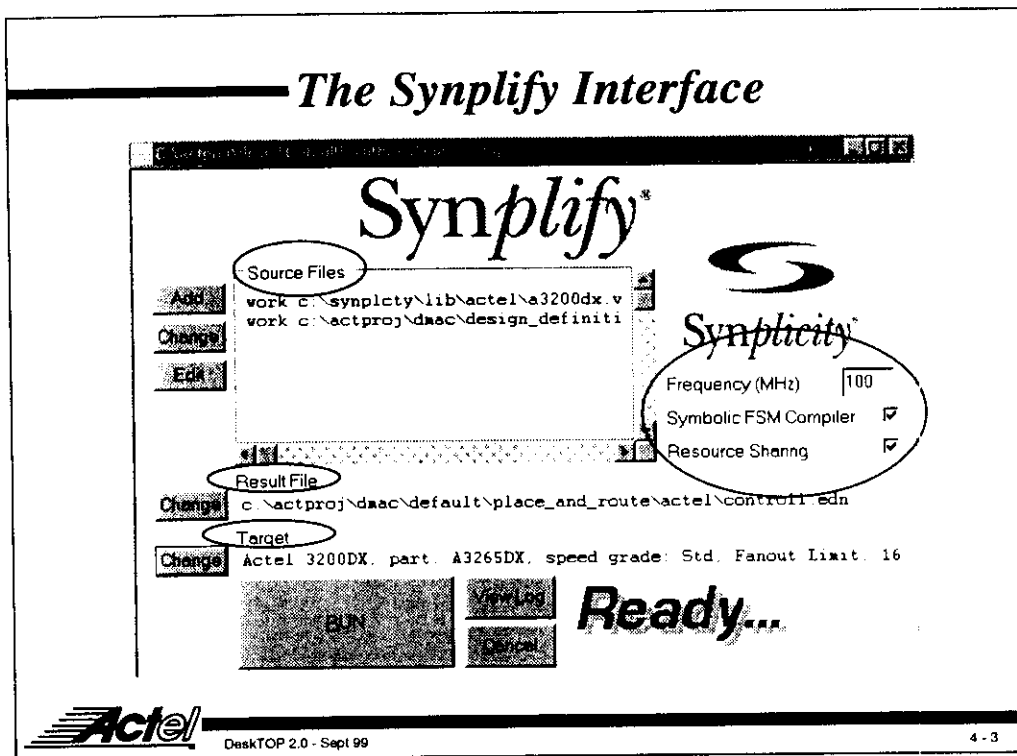 The Synplify Interface
Synplify®
Source Files
Add
work c:\synplcty\lib\actel\a3200dx.v
work c:\actproj\dmac\design_definiti
Change
Edit
Synplicity®
Frequency (MHz) 100
Symbolic FSM Compiler
Resource Sharing
Result File
Change c:\actproj\dmac\default\place_and_route\actel\controll.edn
Target
Change Actel 3200DX, part. A3265DX, speed grade: Std, Fanout Limit. 16
RUN
View Log
Cancel
Ready...
Actel
DeskTOP 2.0 - Sept 99
4 - 3